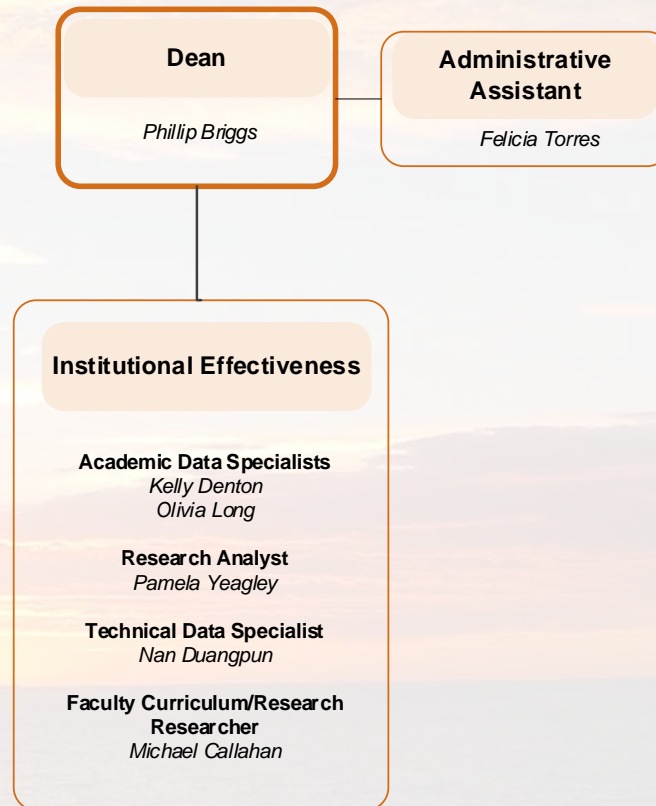 Dean
Phillip Briggs
Administrative
Assistant
Felicia Torres
Institutional Effectiveness
Academic Data Specialists
Kelly Denton
Olivia Long
Research Analyst
Pamela Yeagley
Technical Data Specialist
Nan Duangpun
Faculty Curriculum/Research
Researcher
Michael Callahan